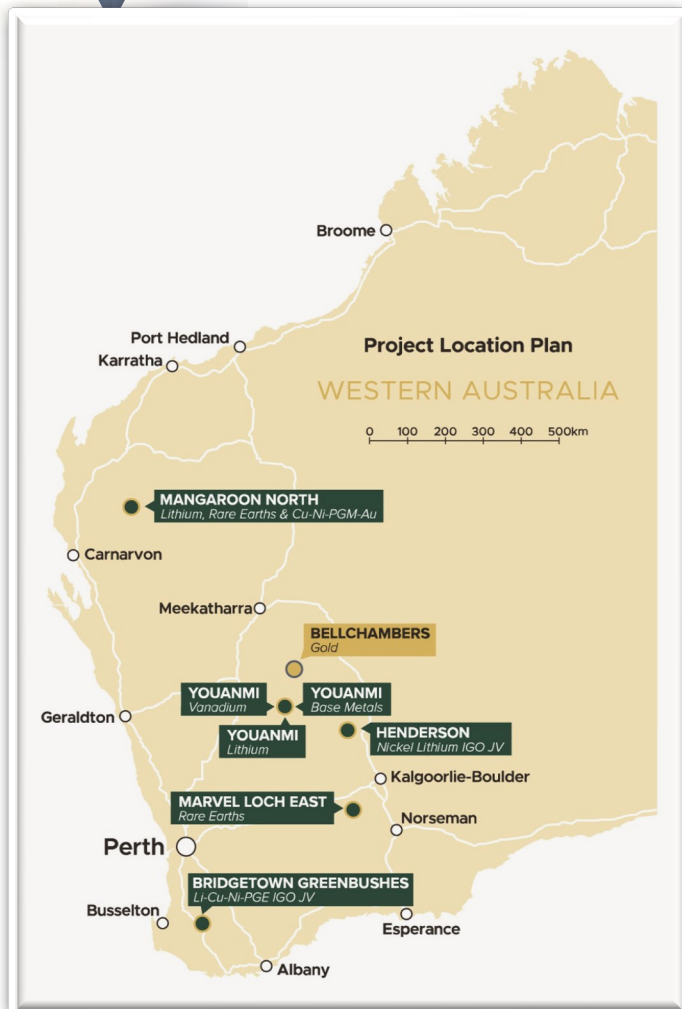 Broome
Port Hedland
Karratha
Project Location Plan
WESTERN AUSTRALIA
0 100 200 300 400 500km
MANGAROON NORTH
Lithium, Rare Earths & Cu-Ni-PGM-Au
Carnarvon
Meekatharra
BELLCHAMBERS
Gold
YOUANMI
Vanadium
YOUANMI
Base Metals
Geraldton
YOUANMI
Lithium
HENDERSON
Nickel Lithium IGO JV
Kalgoorlie-Boulder
MARVEL LOCH EAST
Rare Earths
Norseman
Perth
BRIDGETOWN GREENBUSHES
Li-Cu-Ni-PGE IGO JV
Busselton
Esperance
Albany